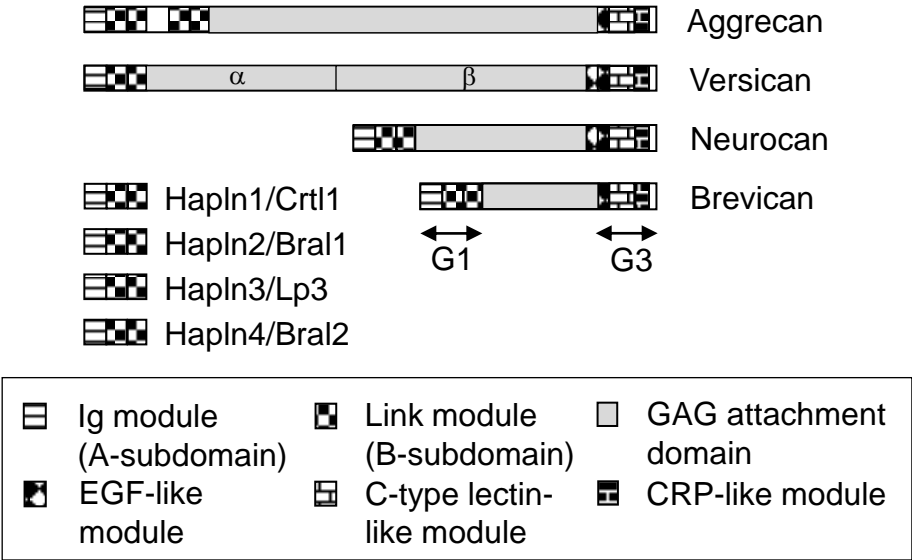 Aggrecan
α β Versican
Neurocan
Hapln1/Crtl1 Brevican
Hapln2/Bral1 G1 G3
Hapln3/Lp3
Hapln4/Bral2
Ig module Link module GAG attachment
(A-subdomain) (B-subdomain) domain
EGF-like C-type lectin- CRP-like module
module like module